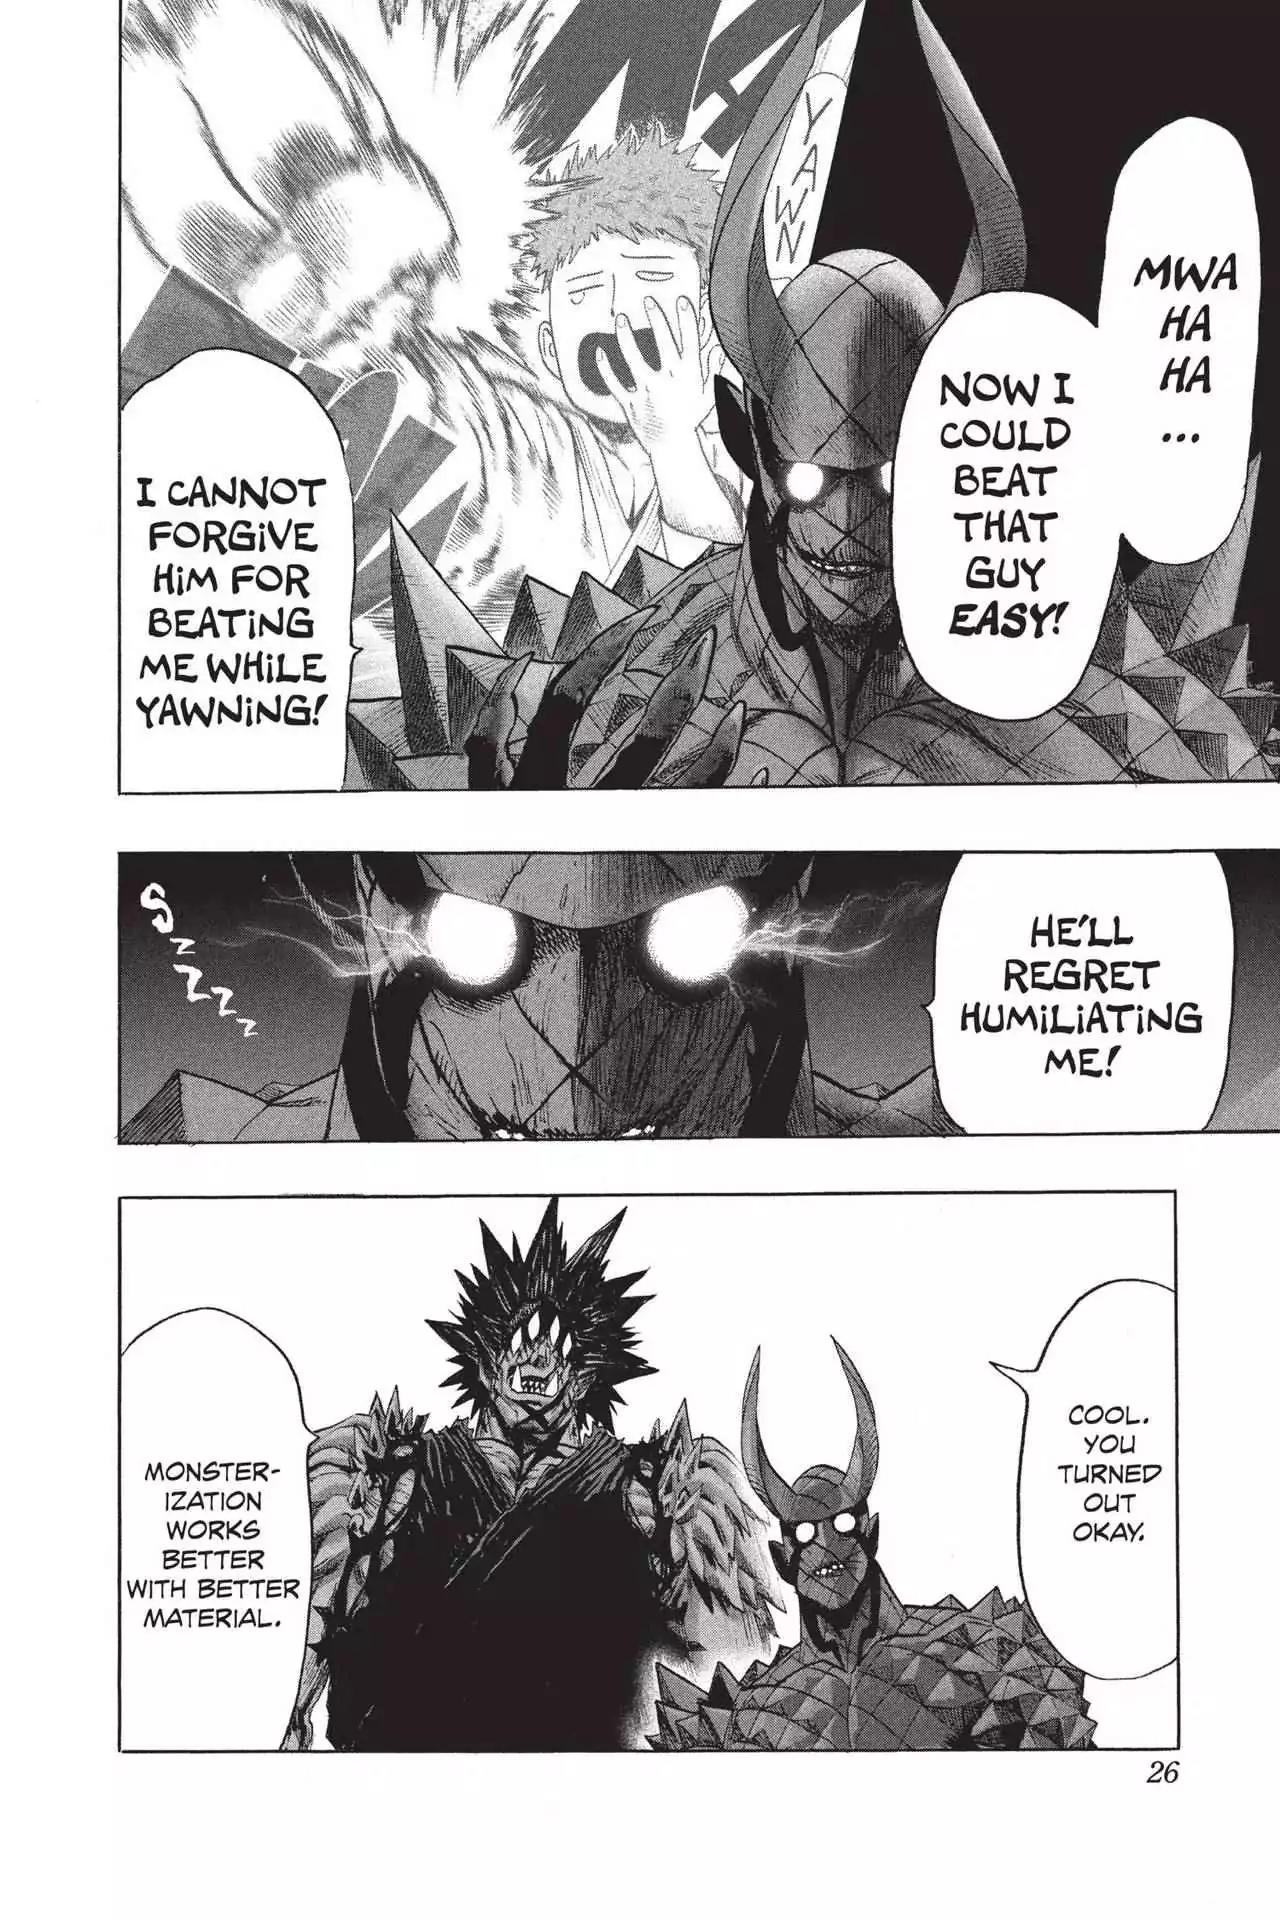 MWA
HA
HA
...
NOW I
COULD
BEAT
THAT
GUY
EASY!
YAWN
I CANNOT
FORGIVE
HIM FOR
BEATING
ME WHILE
YAWNING!
HE'LL
REGRET
HUMILIATING
ME!
SZZZZZ
COOL.
YOU
TURNED
OUT
OKAY.
MONSTER-
IZATION
WORKS
BETTER
WITH BETTER
MATERIAL.
26